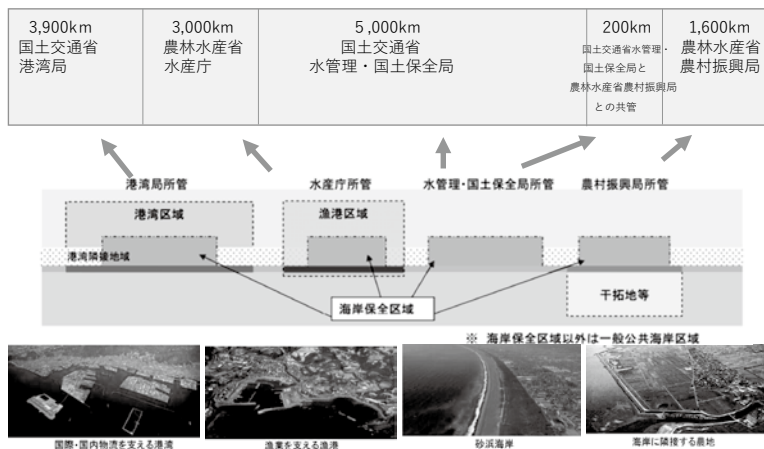 3,900km
国土交通省
港湾局
3,000km
農林水産省
水産庁
5,000km
国土交通省
水管理・国土保全局
200km
国土交通省水管理・
国土保全局と
農林水産省農村振興局
との共管
1,600km
農林水産省
農村振興局
港湾局所管
水産庁所管
水管理・国土保全局所管
農村振興局所管
港湾区域
漁港区域
港湾隣接地域
海岸保全区域
干拓地等
※ 海岸保全区域以外は一般公共海岸区域
国際・国内物流を支える港湾
漁業を支える漁港
砂浜海岸
海岸に隣接する農地